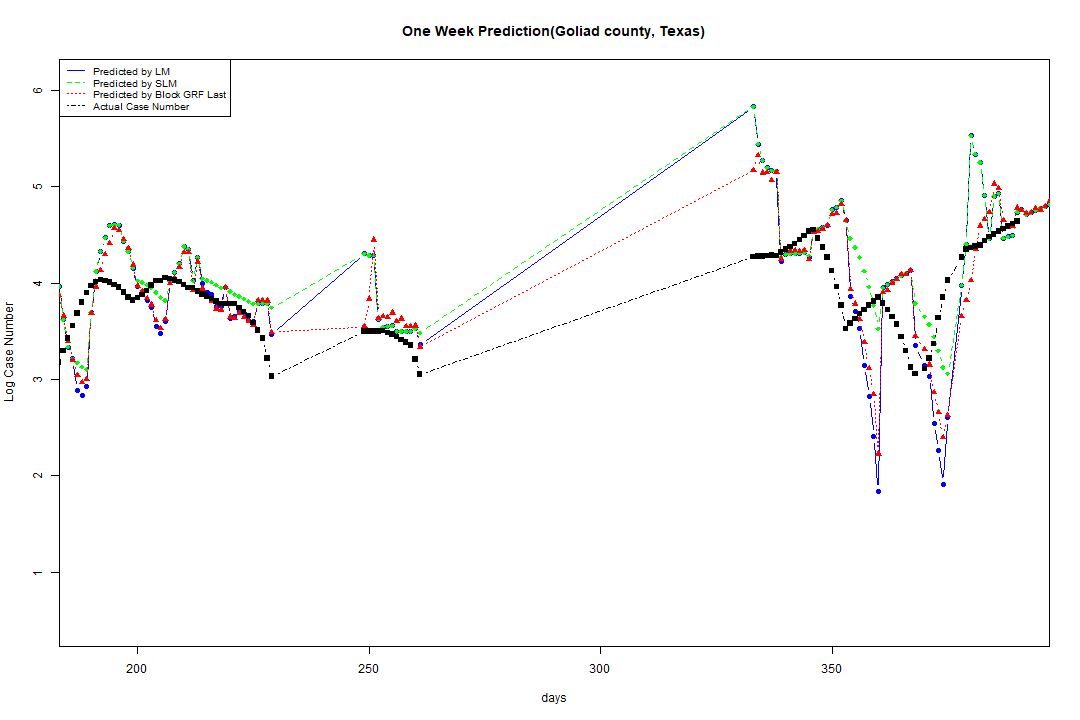 One Week Prediction(Goliad county, Texas)
Predicted by LM
Predicted by SLM
Predicted by Block GRF Last
Actual Case Number
6
5
4
3
2
1
Log Case Number
200
250
300
350
days